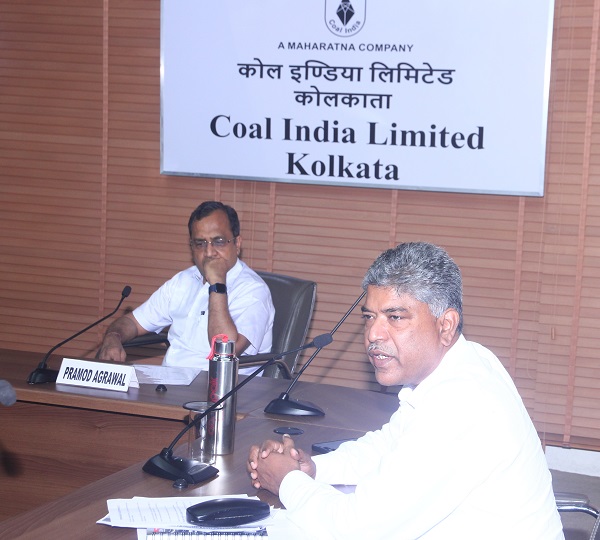 Coal India
A MAHARATNA COMPANY
कोल इण्डिया लिमिटेड
कोलकाता
Coal India Limited
Kolkata
PRAMOD AGRAWAL